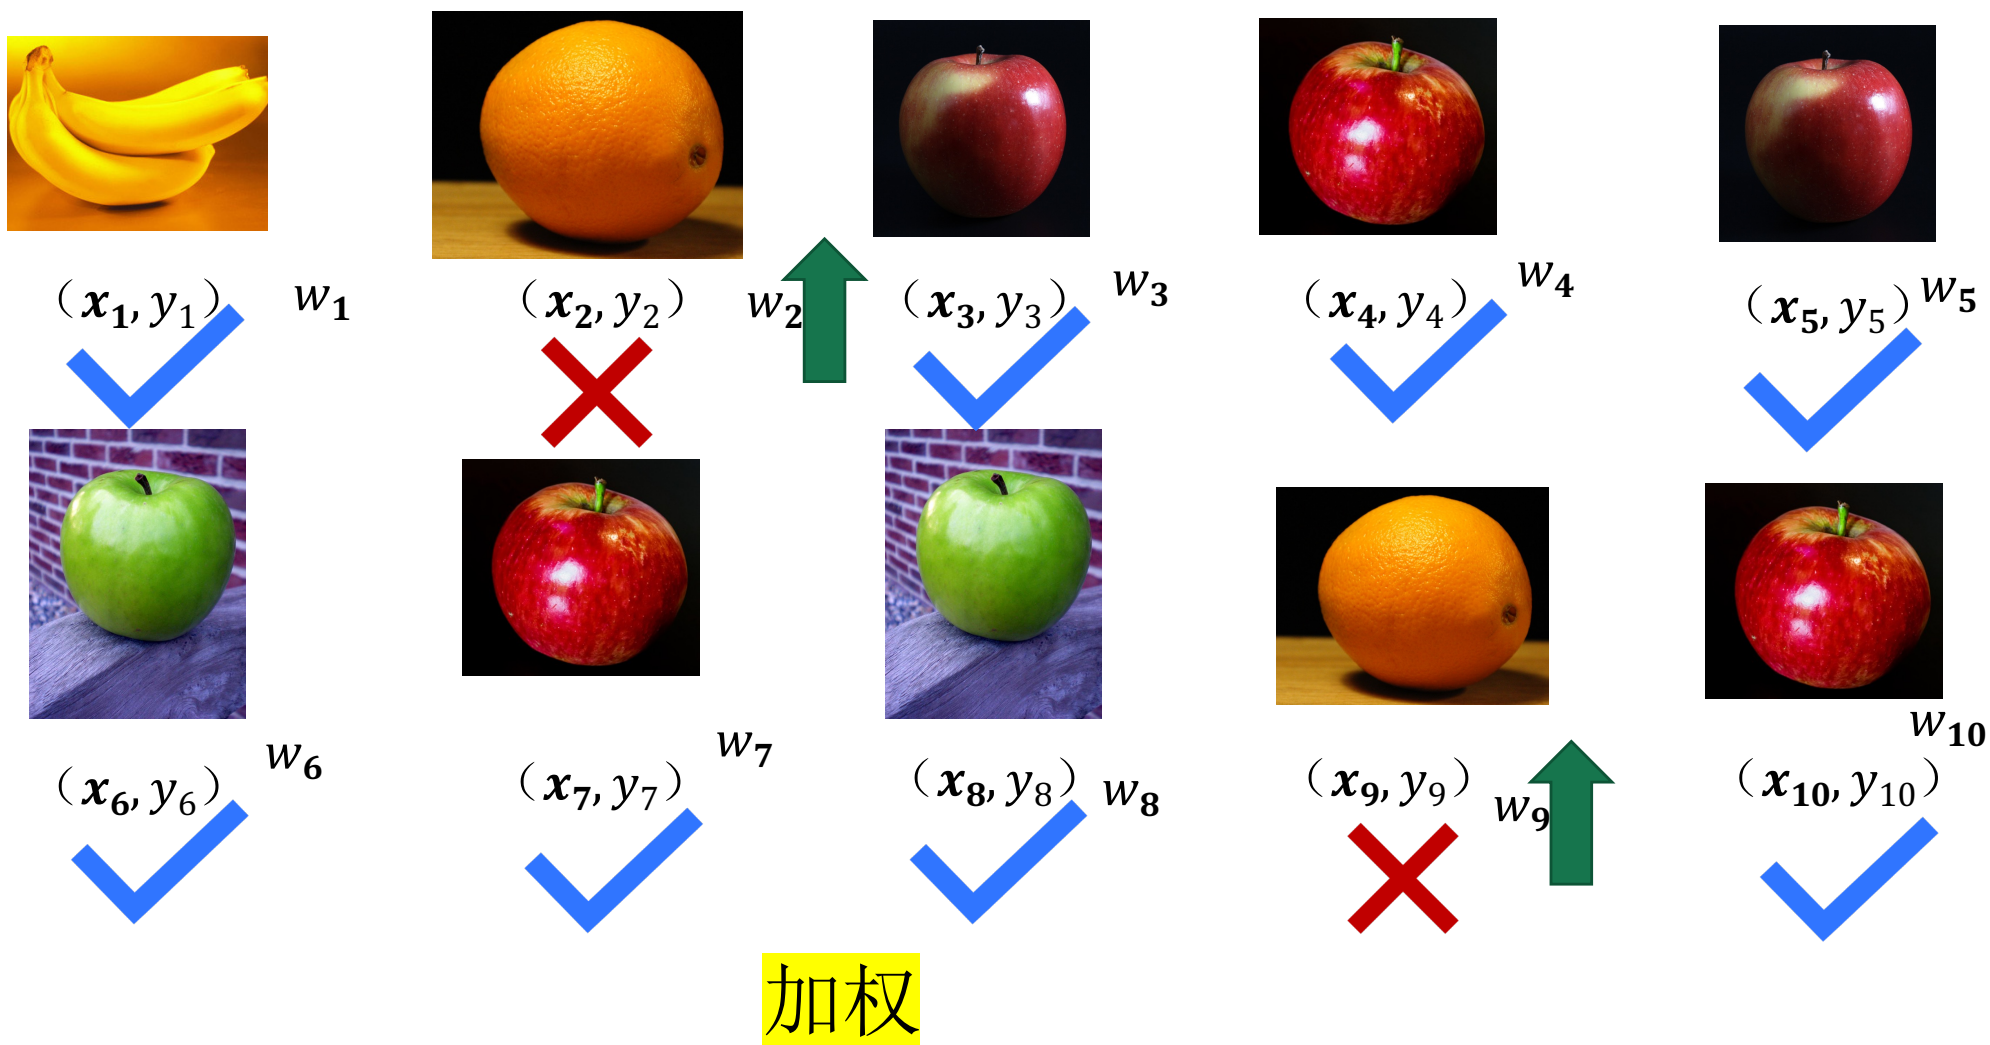 （x₁, y₁） w₁
（x₂, y₂） w₂
（x₃, y₃） w₃
（x₄, y₄） w₄
（x₅, y₅） w₅
（x₆, y₆） w₆
（x₇, y₇） w₇
（x₈, y₈） w₈
（x₉, y₉） w₉
（x₁₀, y₁₀） w₁₀
加权